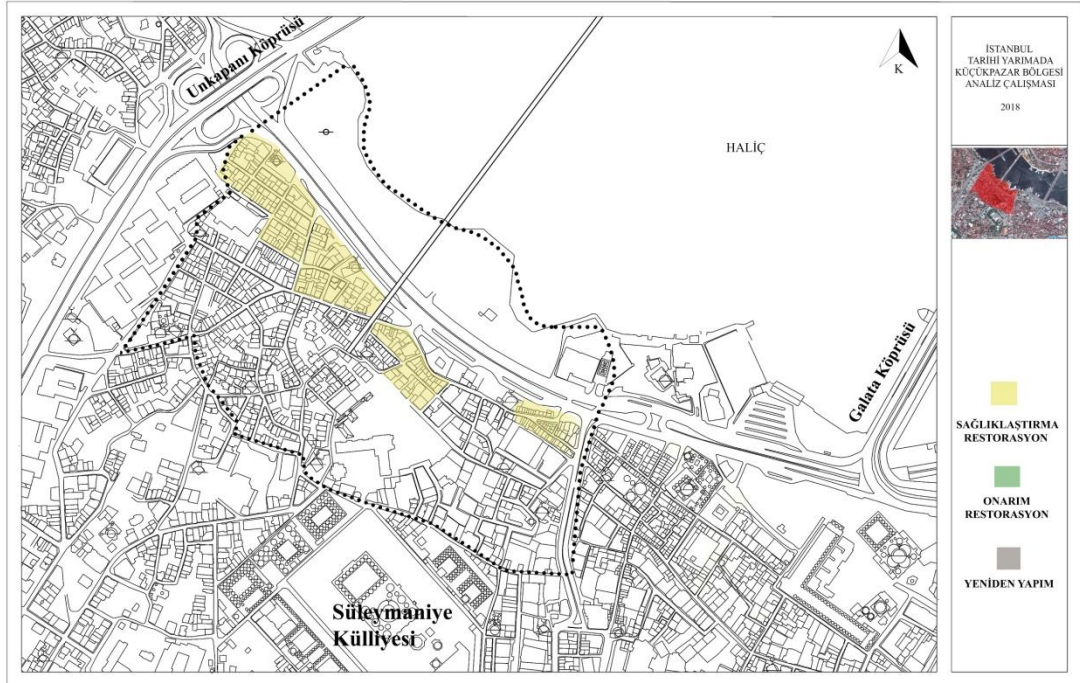 Unkapanı Köprüsü
K
HALİÇ
Galata Köprüsü
Süleymaniye
Külliyesi
İSTANBUL
TARİHİ YARIMADA
KÜÇÜKPAZAR BÖLGESİ
ANALİZ ÇALIŞMASI
2018
SAĞLIKLAŞTIRMA
RESTORASYON
ONARIM
RESTORASYON
YENİDEN YAPIM